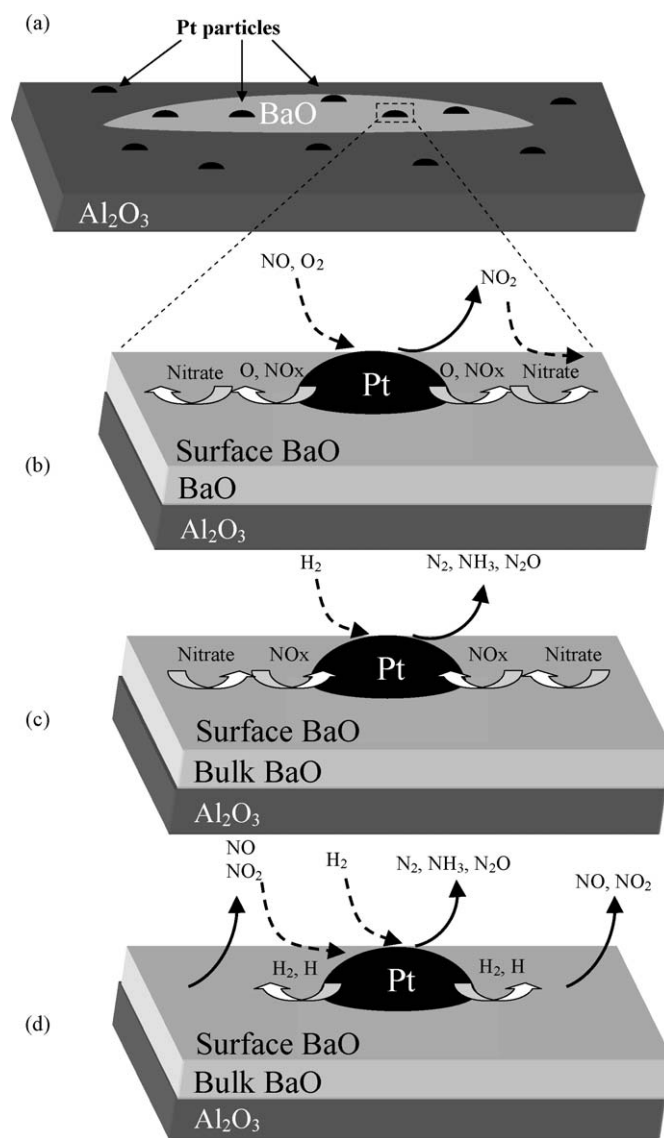 (a)
Pt particles
BaO
Al₂O₃
NO, O₂
NO₂
Nitrate
O, NOx
Pt
O, NOx
Nitrate
Surface BaO
(b)
BaO
Al₂O₃
H₂
N₂, NH₃, N₂O
Nitrate
NOx
Pt
NOx
Nitrate
Surface BaO
(c)
Bulk BaO
Al₂O₃
NO
NO₂
H₂
N₂, NH₃, N₂O
NO, NO₂
H₂, H
Pt
H₂, H
(d)
Surface BaO
Bulk BaO
Al₂O₃